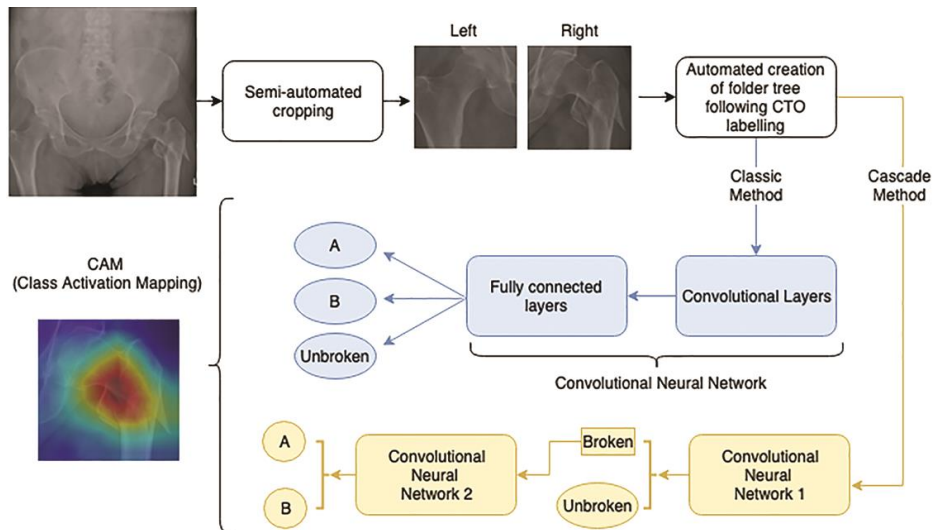 Left
Right
Semi-automated
cropping
Automated creation
of folder tree
following CTO
labelling
Classic
Method
Cascade
Method
CAM
(Class Activation Mapping)
A
B
Unbroken
Fully connected
layers
Convolutional Layers
Convolutional Neural Network
A
B
Convolutional
Neural
Network 2
Broken
Unbroken
Convolutional
Neural
Network 1